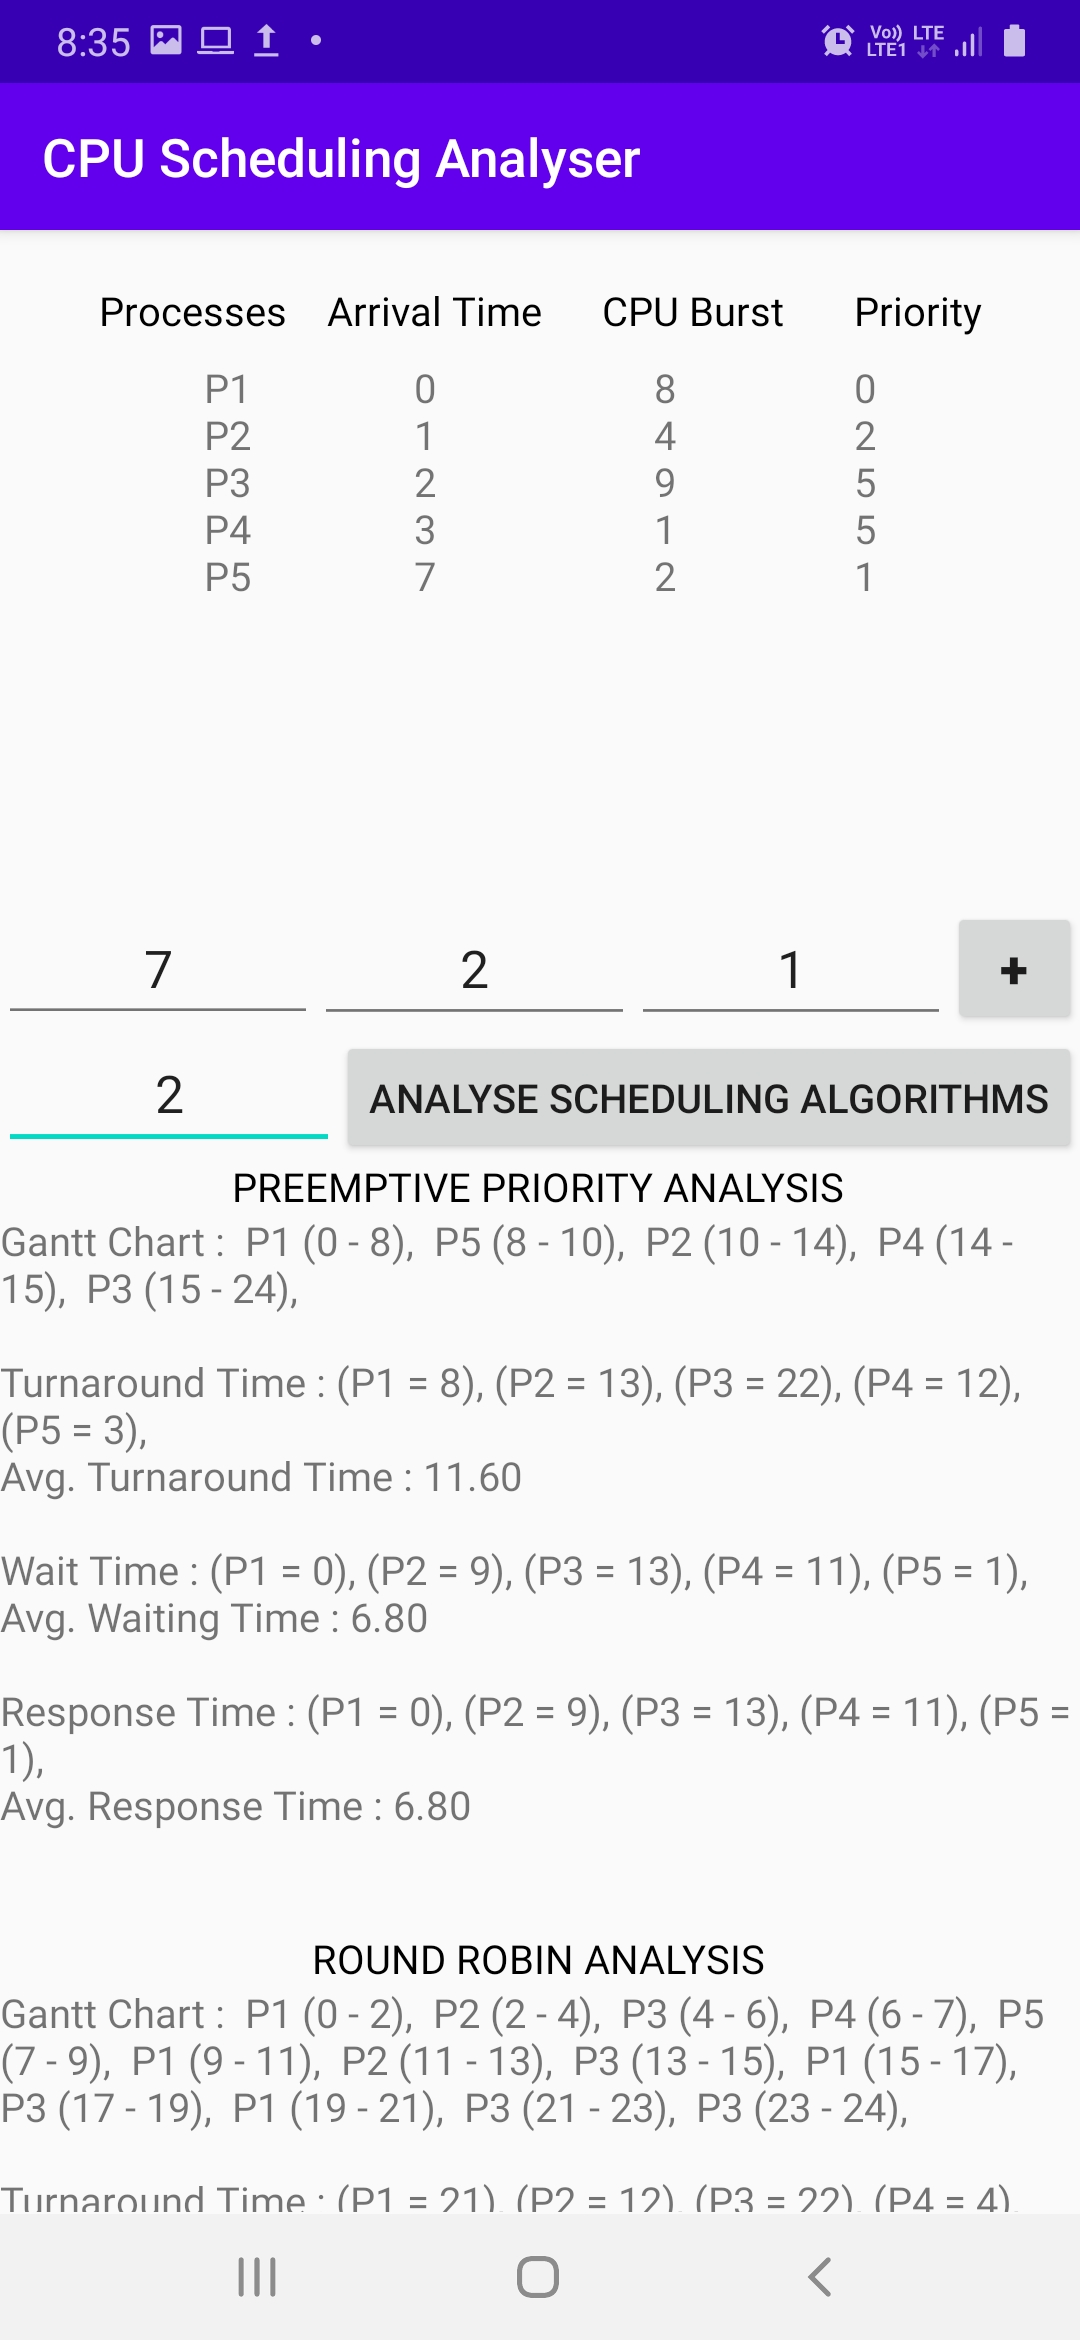 8:35
Vo)) LTE
LTE1
CPU Scheduling Analyser
Processes Arrival Time CPU Burst Priority
P1 0 8 0
P2 1 4 2
P3 2 9 5
P4 3 1 5
P5 7 2 1
7 2 1 +
2 ANALYSE SCHEDULING ALGORITHMS
PREEMPTIVE PRIORITY ANALYSIS
Gantt Chart : P1 (0 - 8), P5 (8 - 10), P2 (10 - 14), P4 (14 -
15), P3 (15 - 24),
Turnaround Time : (P1 = 8), (P2 = 13), (P3 = 22), (P4 = 12),
(P5 = 3),
Avg. Turnaround Time : 11.60
Wait Time : (P1 = 0), (P2 = 9), (P3 = 13), (P4 = 11), (P5 = 1),
Avg. Waiting Time : 6.80
Response Time : (P1 = 0), (P2 = 9), (P3 = 13), (P4 = 11), (P5 =
1),
Avg. Response Time : 6.80
ROUND ROBIN ANALYSIS
Gantt Chart : P1 (0 - 2), P2 (2 - 4), P3 (4 - 6), P4 (6 - 7), P5
(7 - 9), P1 (9 - 11), P2 (11 - 13), P3 (13 - 15), P1 (15 - 17),
P3 (17 - 19), P1 (19 - 21), P3 (21 - 23), P3 (23 - 24),
Turnaround Time : (P1 = 21), (P2 = 12), (P3 = 22), (P4 = 4),